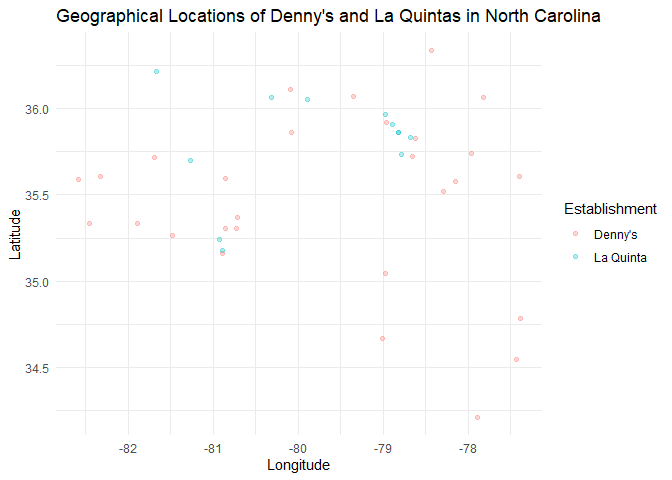 Geographical Locations of Denny's and La Quintas in North Carolina
36.0
35.5
35.0
34.5
Latitude
-82
-81
-80
-79
-78
Longitude
Establishment
Denny's
La Quinta